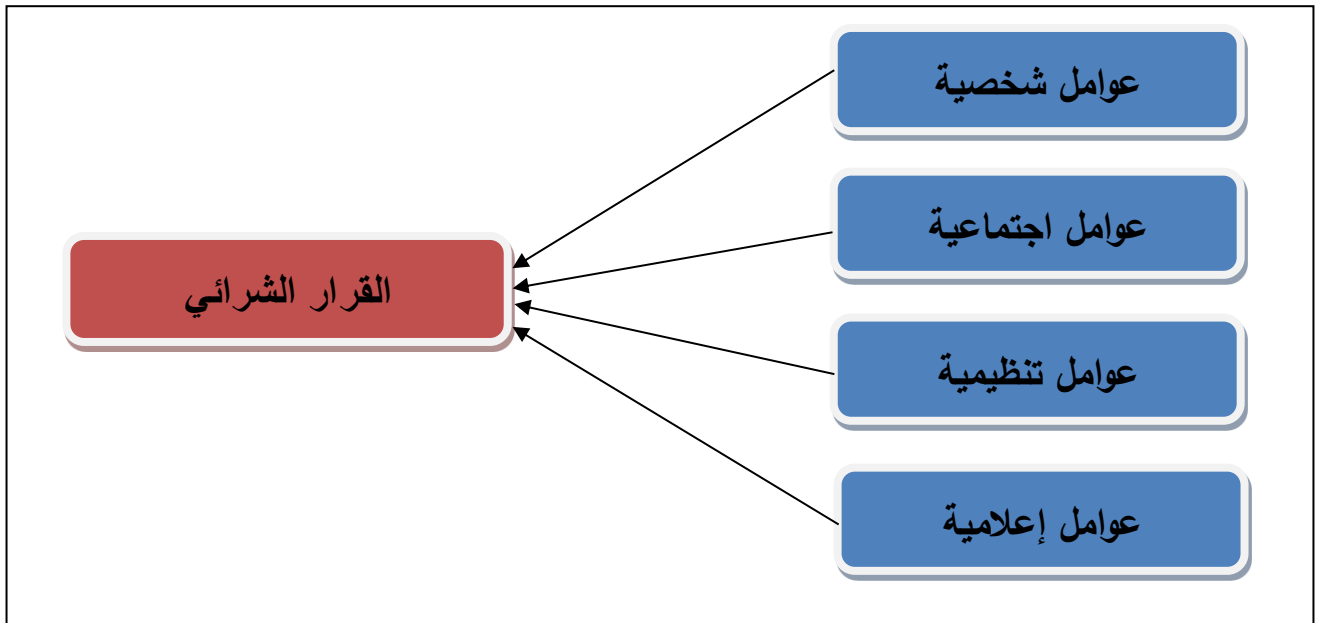 عوامل شخصية
عوامل اجتماعية
القرار الشرائي
عوامل تنظيمية
عوامل إعلامية